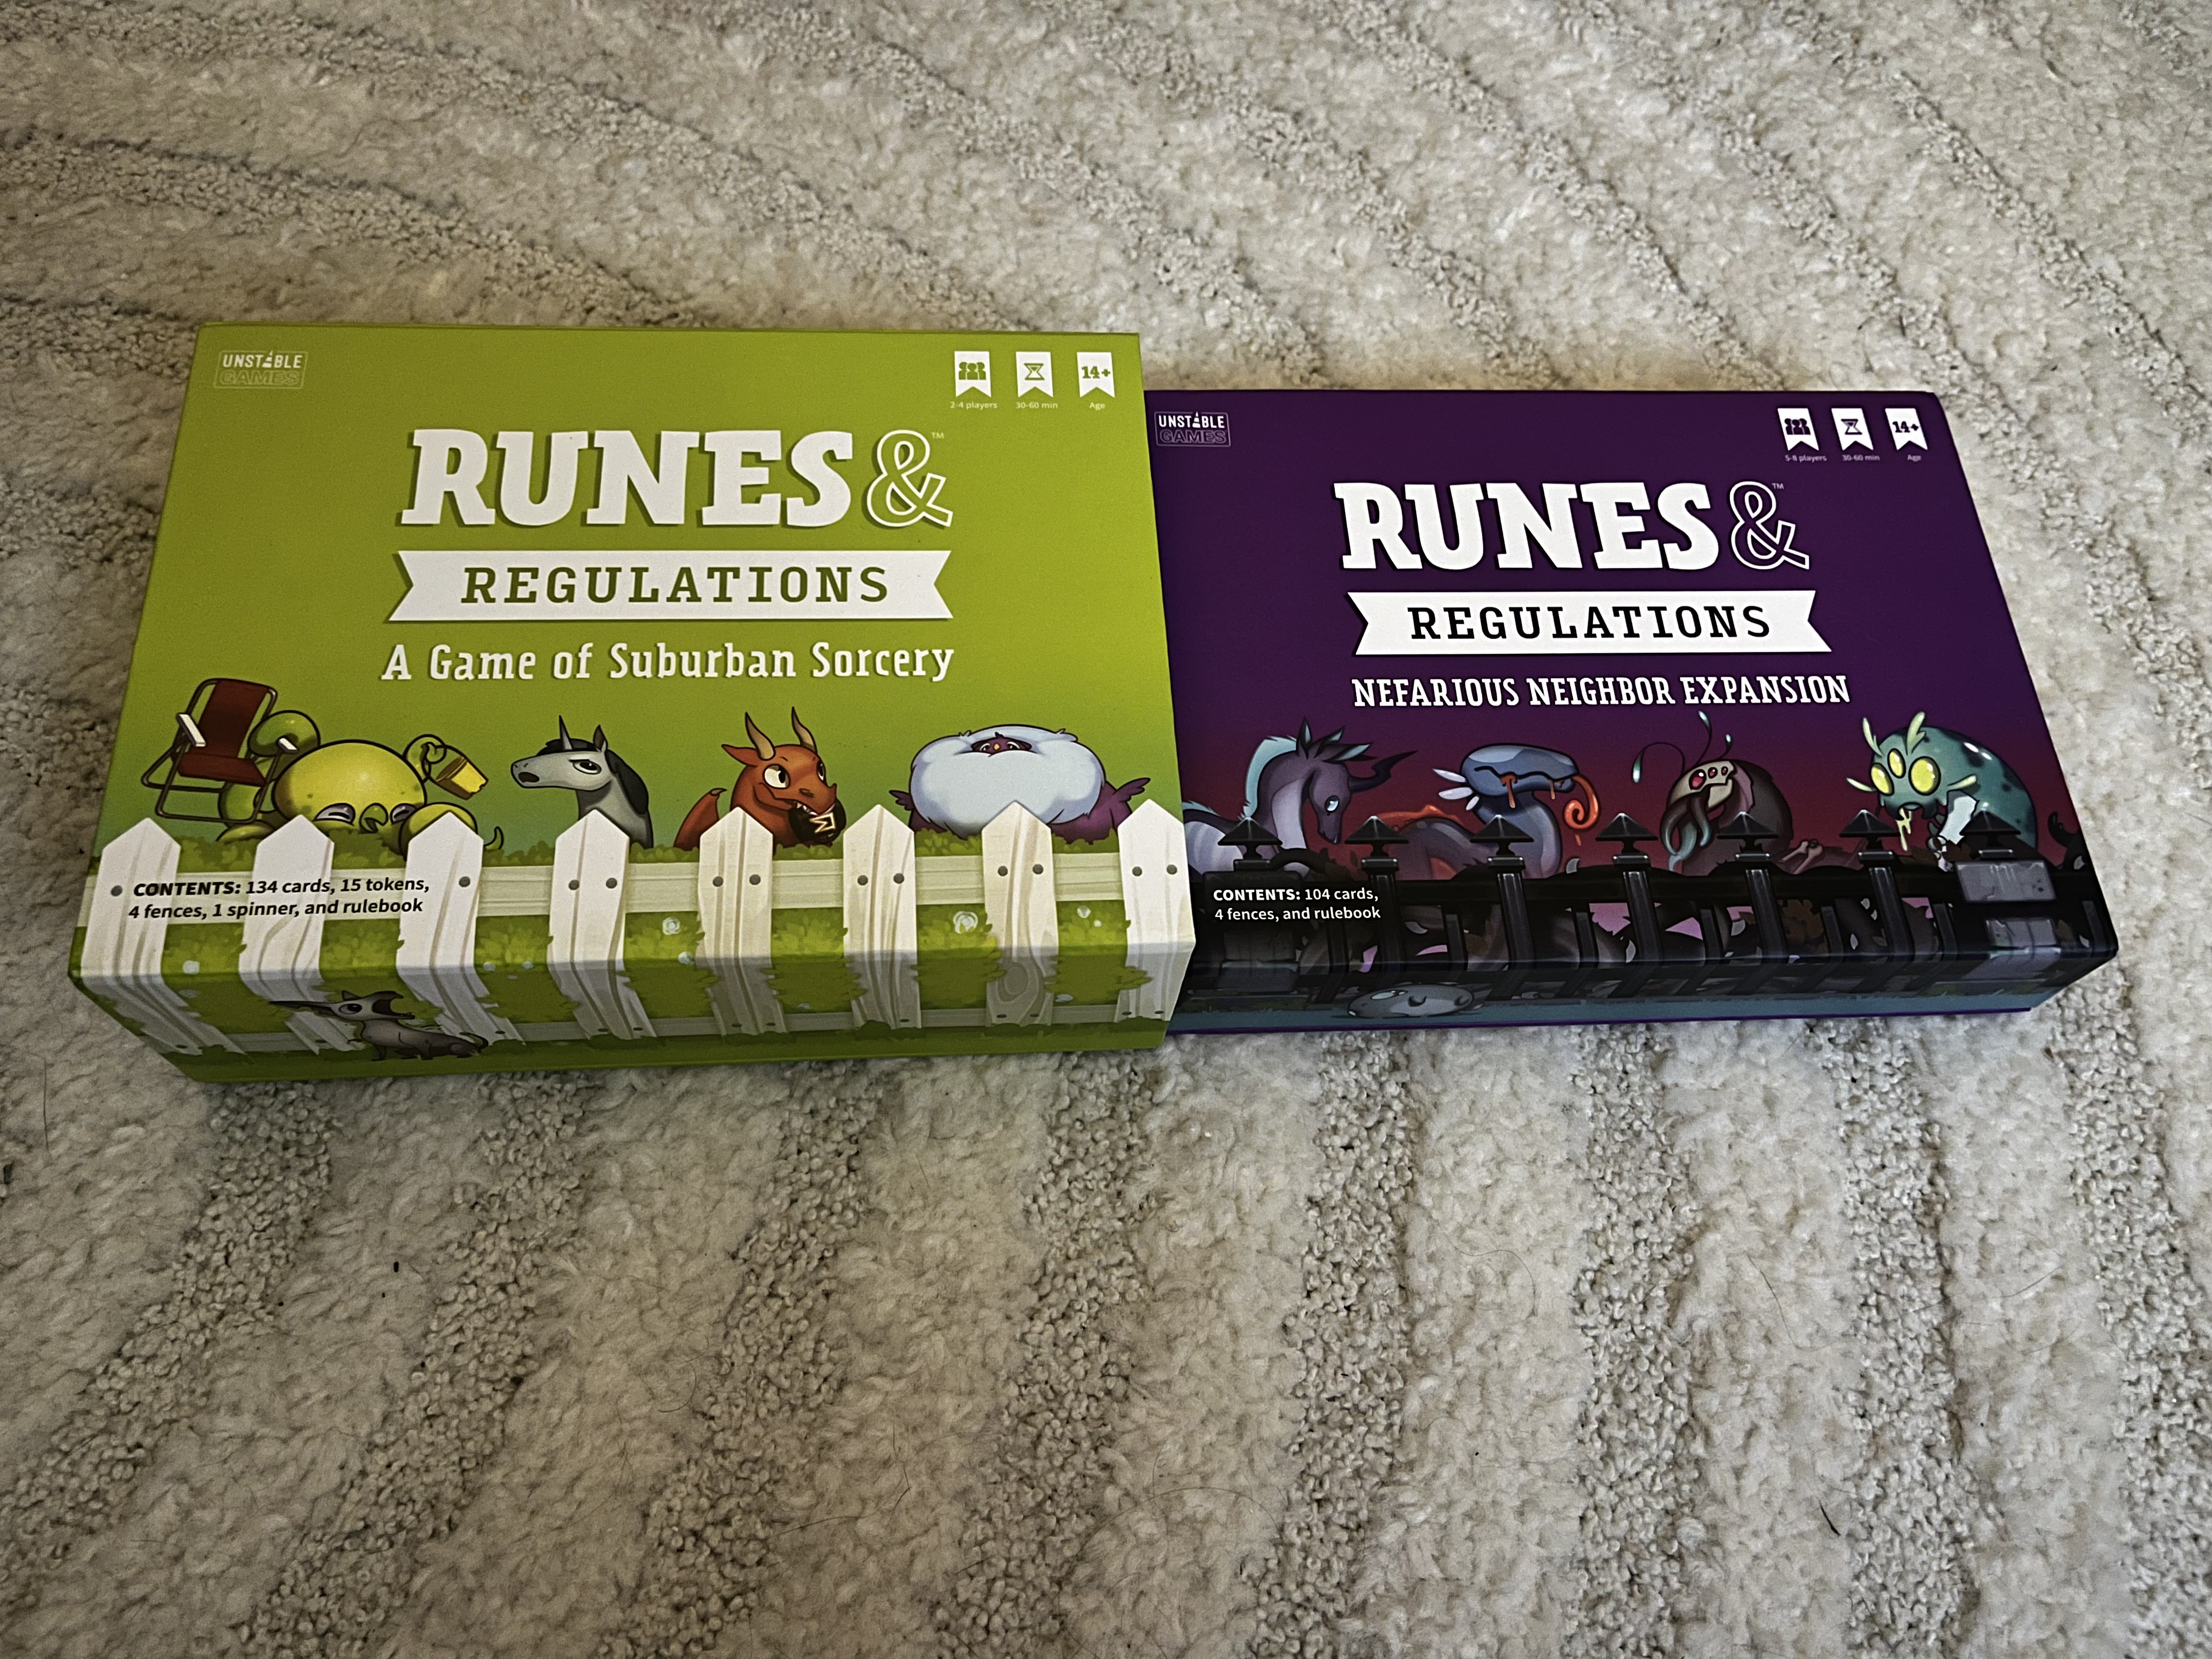 UNSTABLE
GAMES
2-4 players
30-60 min
14+
Age
RUNES &™
REGULATIONS
A Game of Suburban Sorcery
CONTENTS: 134 cards, 15 tokens,
4 fences, 1 spinner, and rulebook
UNSTABLE
GAMES
5-8 players
30-60 min
14+
Age
RUNES &™
REGULATIONS
NEFARIOUS NEIGHBOR EXPANSION
CONTENTS: 104 cards,
4 fences, and rulebook